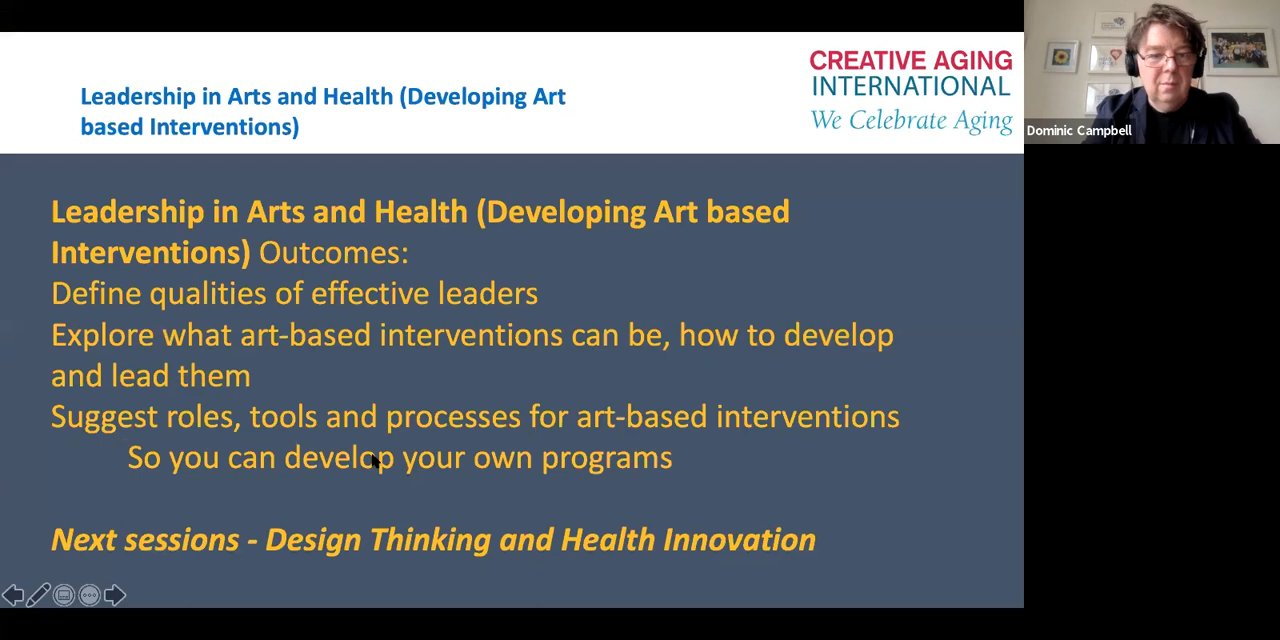 Leadership in Arts and Health (Developing Art
based Interventions)
CREATIVE AGING
INTERNATIONAL
We Celebrate Aging
Dominic Campbell
Leadership in Arts and Health (Developing Art based
Interventions) Outcomes:
Define qualities of effective leaders
Explore what art-based interventions can be, how to develop
and lead them
Suggest roles, tools and processes for art-based interventions
So you can develop your own programs
Next sessions - Design Thinking and Health Innovation